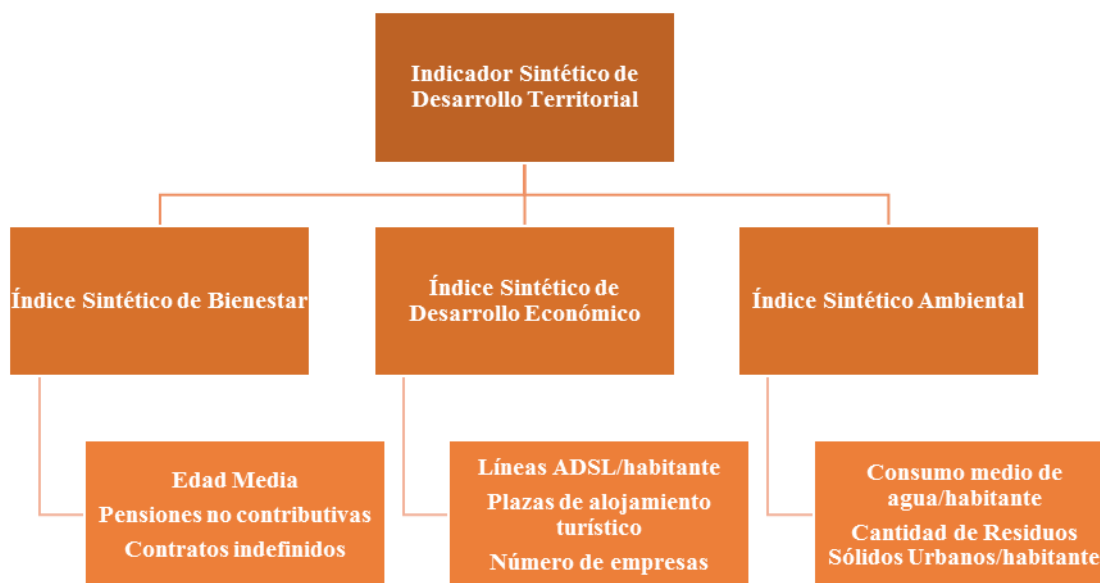 Indicador Sintético de
Desarrollo Territorial
Índice Sintético de Bienestar
Índice Sintético de
Desarrollo Económico
Índice Sintético Ambiental
Edad Media
Pensiones no contributivas
Contratos indefinidos
Líneas ADSL/habitante
Plazas de alojamiento
turístico
Número de empresas
Consumo medio de
agua/habitante
Cantidad de Residuos
Sólidos Urbanos/habitante